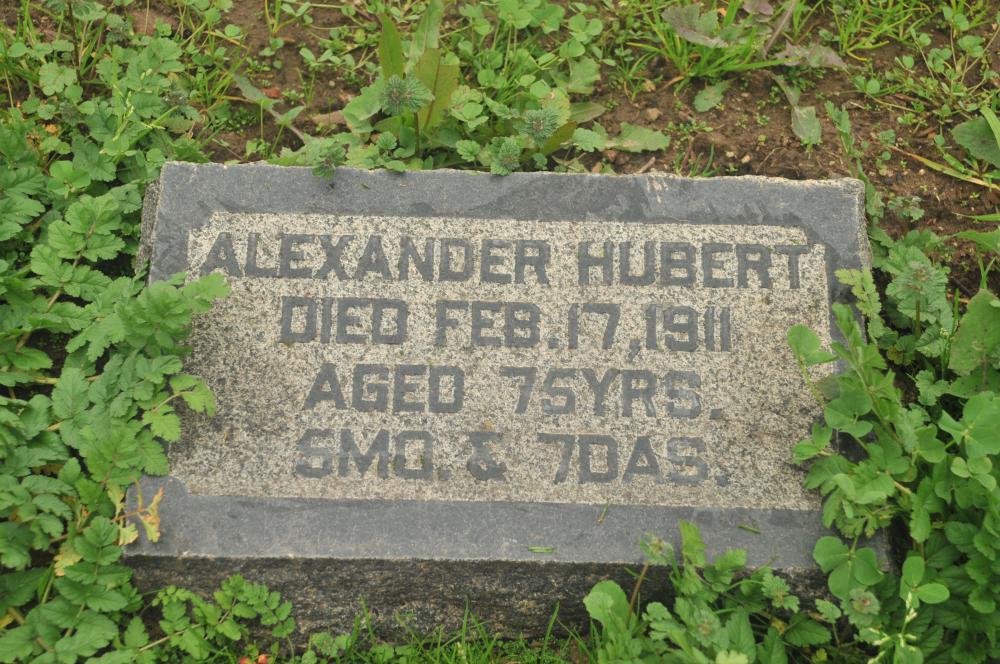 ALEXANDER HUBERT
DIED FEB. 17, 1911
AGED 75YRS.
5MO. & 7DAS.